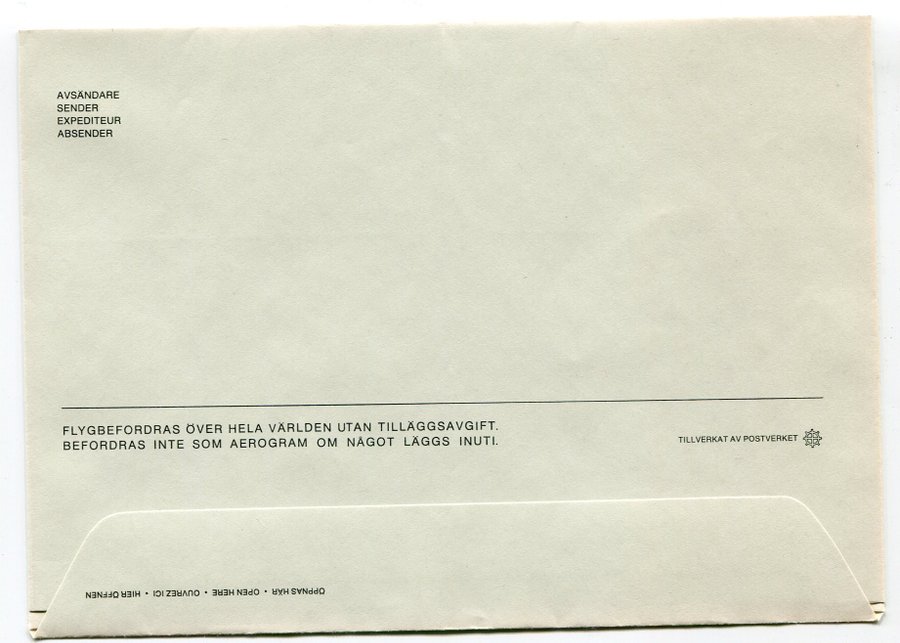 AVSÄNDARE
SENDER
EXPEDITEUR
ABSENDER
FLYGBEFORDRAS ÖVER HELA VÄRLDEN UTAN TILLÄGGSAVGIFT.
BEFORDRAS INTE SOM AEROGRAM OM NÅGOT LÄGGS INUTI.
TILLVERKAT AV POSTVERKET
ÖPPNAS HÄR • OPEN HERE • OUVREZ ICI • HIER ÖFFNEN